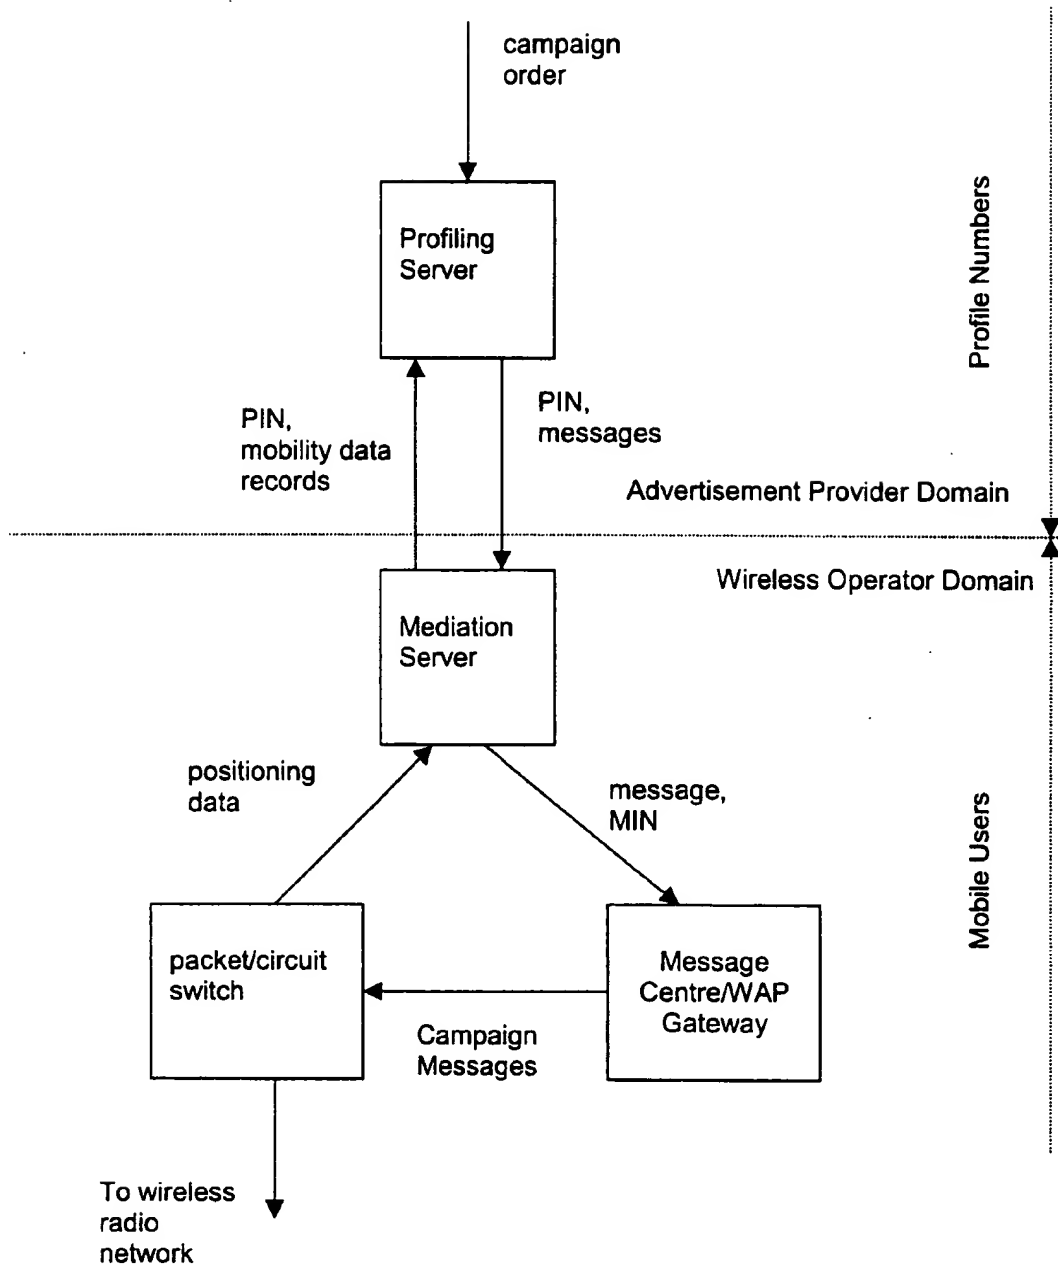 campaign
order
Profiling
Server
Profile Numbers
PIN,
mobility data
records
PIN,
messages
Advertisement Provider Domain
Wireless Operator Domain
Mediation
Server
positioning
data
message,
MIN
Mobile Users
packet/circuit
switch
Message
Centre/WAP
Gateway
Campaign
Messages
To wireless
radio
network